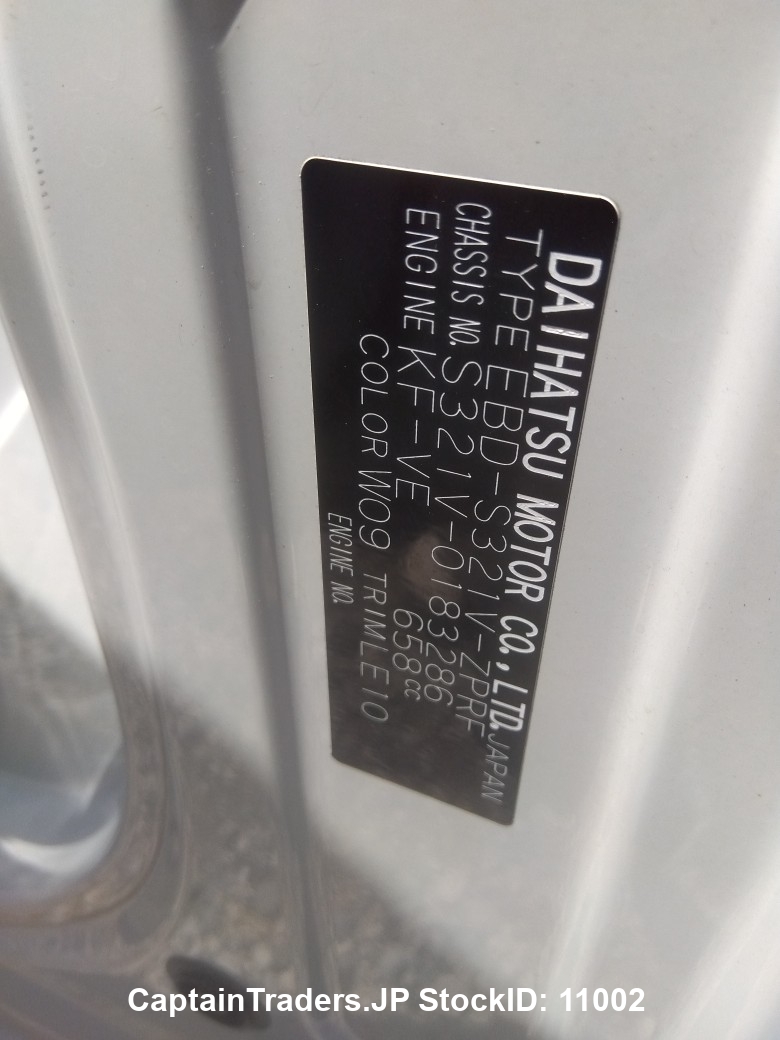 DAIHATSU MOTOR CO., LTD. JAPAN
TYPE EBD-S321V-ZPRF
CHASSIS NO. S321V-0183286
ENGINE KF-VE 658cc
COLOR W09 TRIM LE10
ENGINE NO.
CaptainTraders.JP StockID: 11002